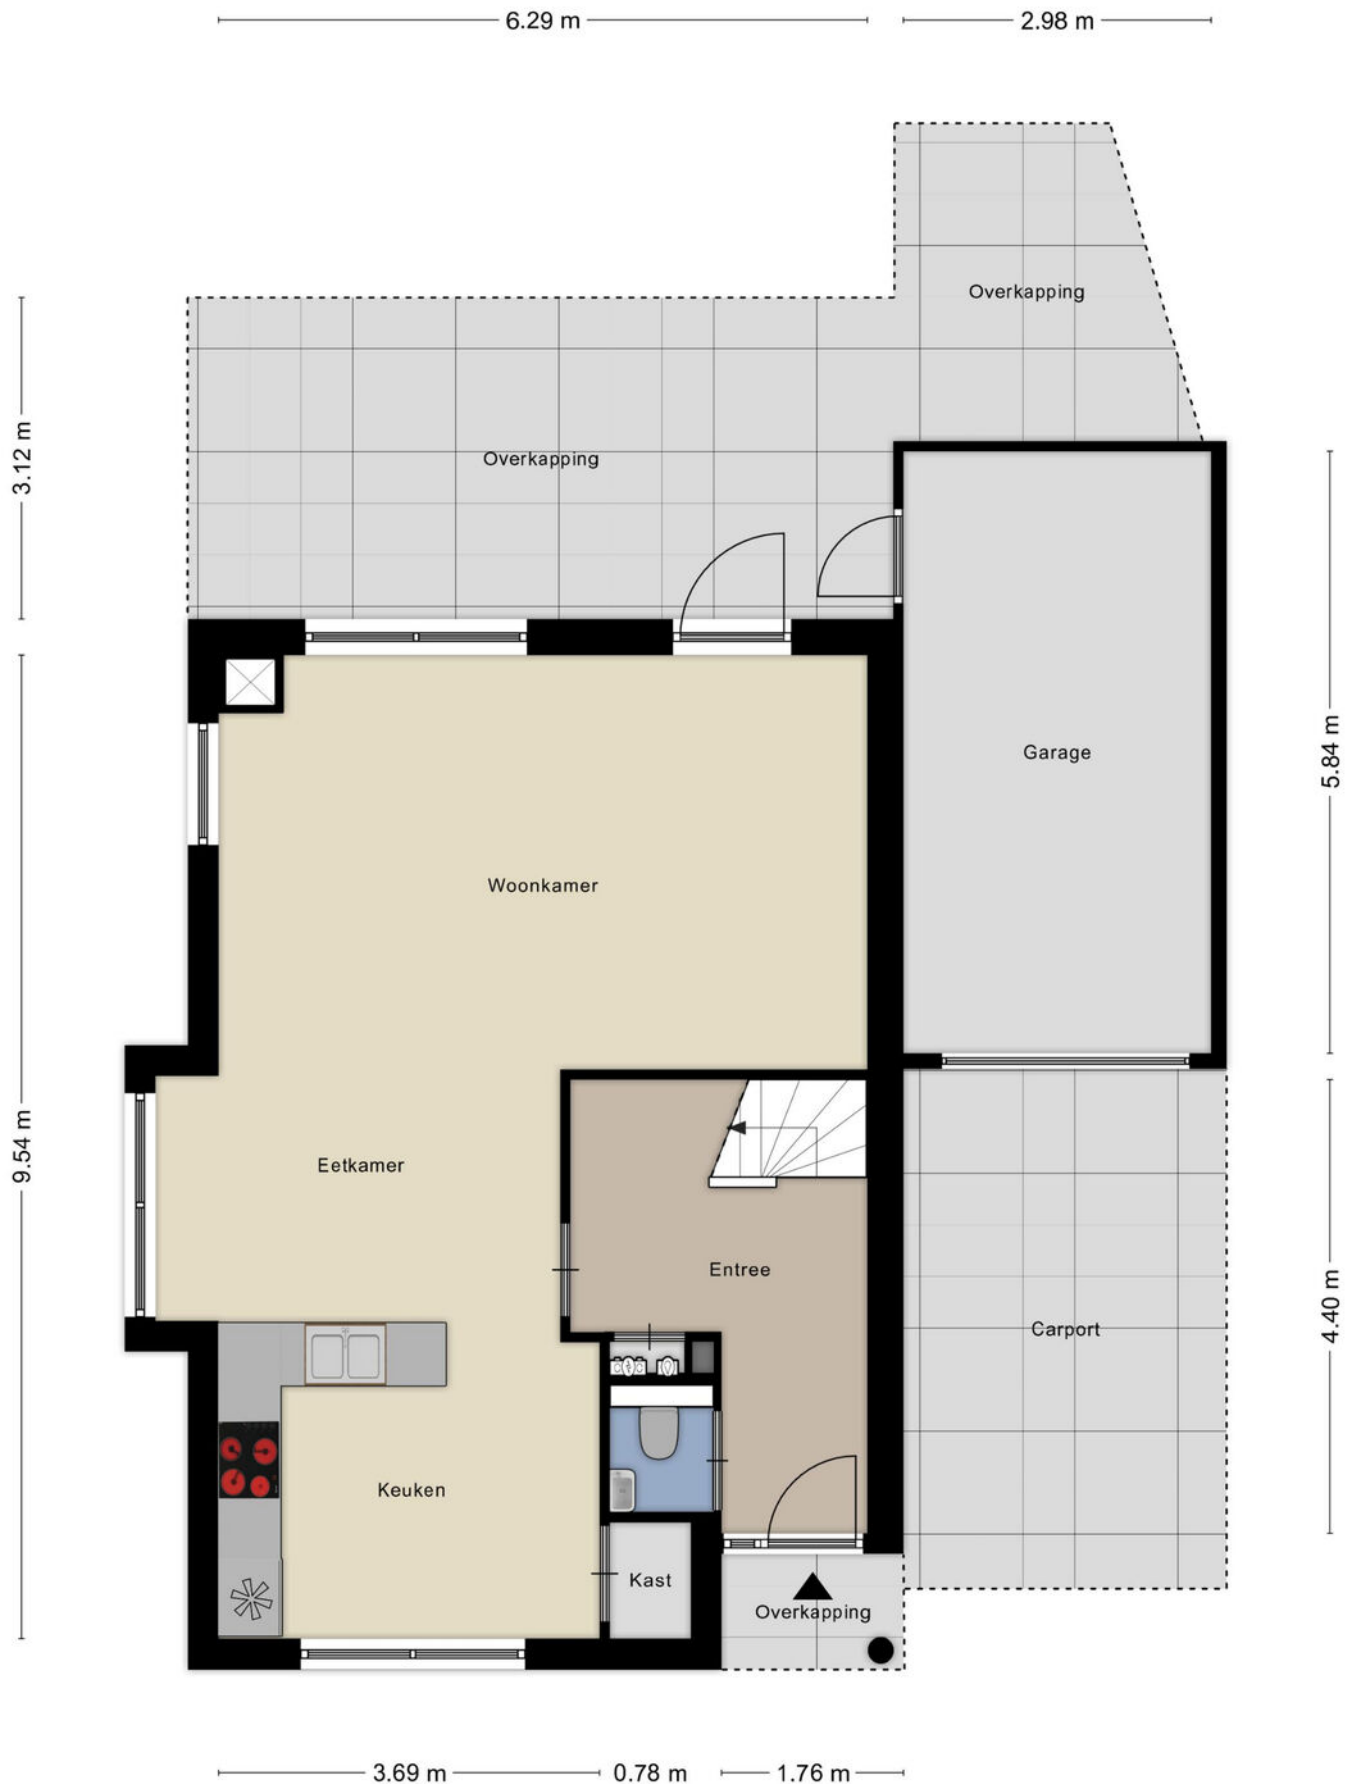 6.29 m
2.98 m
Overkapping
3.12 m
Overkapping
Garage
5.84 m
Woonkamer
9.54 m
Eetkamer
Entree
Carport
4.40 m
Keuken
Kast
Overkapping
3.69 m
0.78 m
1.76 m